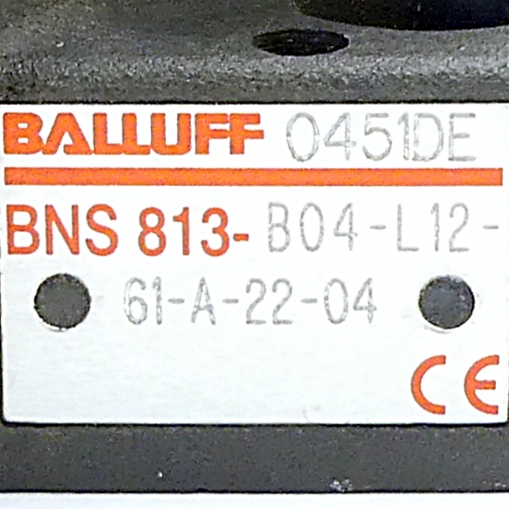 BALLUFF 0451DE
BNS 813- B04-L12-
61-A-22-04
CE